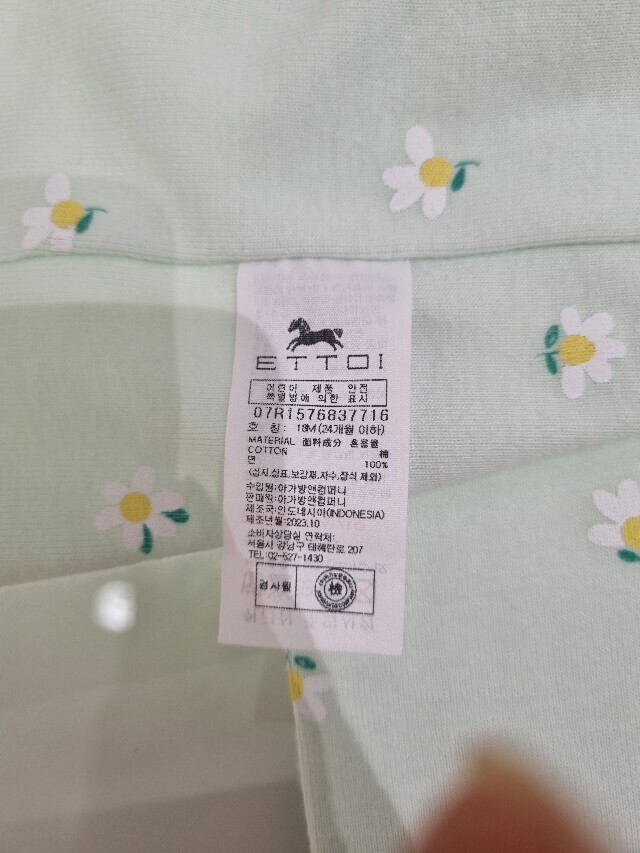 ETTOI
어린이 제품 안전
특별법에 의한 표시
07R1576837716
호 칭: 18M(24개월 이하)
MATERIAL 面料成分 혼용율
COTTON 棉
면 100%
(심지,상표,보강재,자수,장식 제외)
수입원:아가방앤컴퍼니
판매원:아가방앤컴퍼니
제조국:인도네시아(INDONESIA)
제조년월:2023.10
소비자상담실 연락처:
서울시 강남구 테헤란로 207
TEL:02-527-1430
검사필
檢